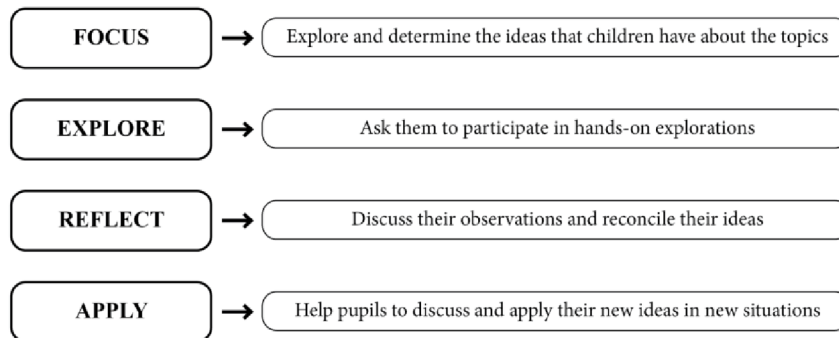 FOCUS
Explore and determine the ideas that children have about the topics
EXPLORE
Ask them to participate in hands-on explorations
REFLECT
Discuss their observations and reconcile their ideas
APPLY
Help pupils to discuss and apply their new ideas in new situations